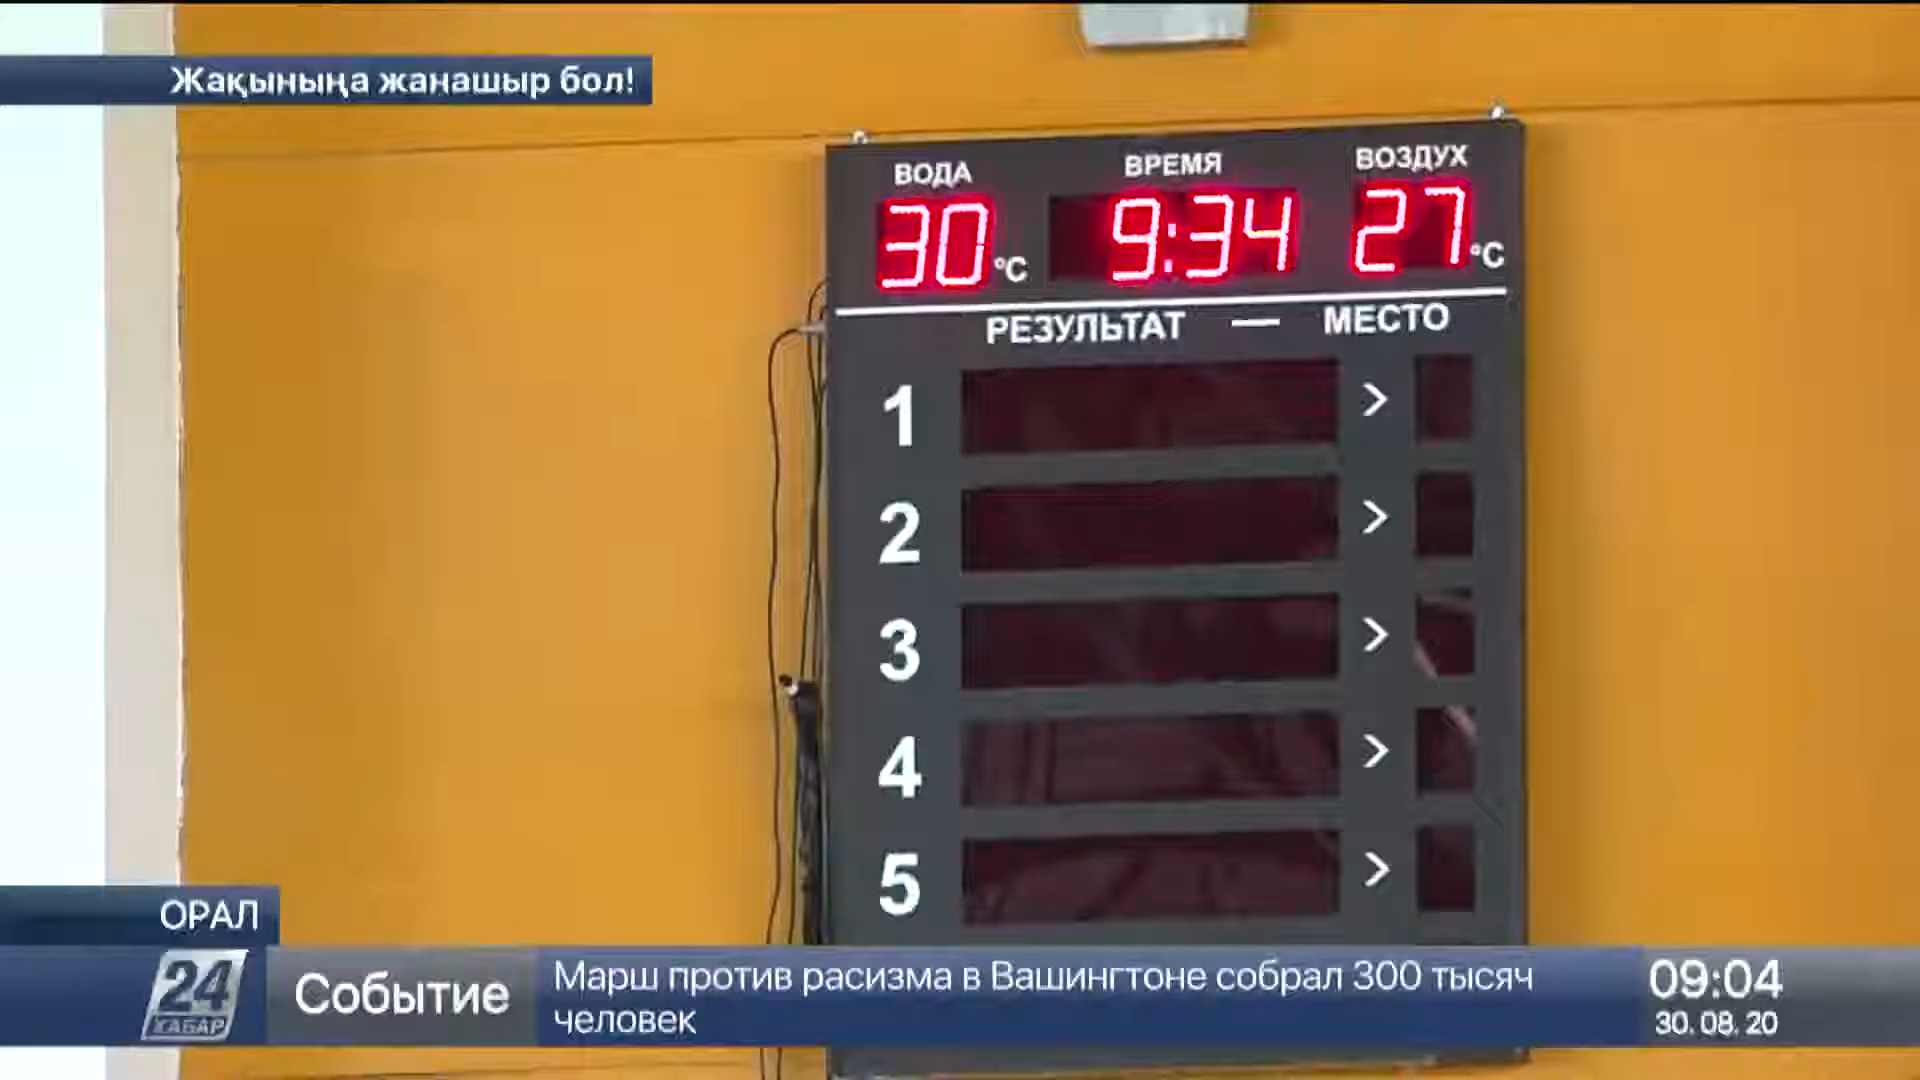 Жақыныңа жанашыр бол!
ВОДА ВРЕМЯ ВОЗДУХ
30 °C 9:34 27 °C
РЕЗУЛЬТАТ — МЕСТО
1 >
2 >
3 >
4 >
5 >
ОРАЛ
24 ХАБАР
Событие
Марш против расизма в Вашингтоне собрал 300 тысяч
человек
09:04
30. 08. 20